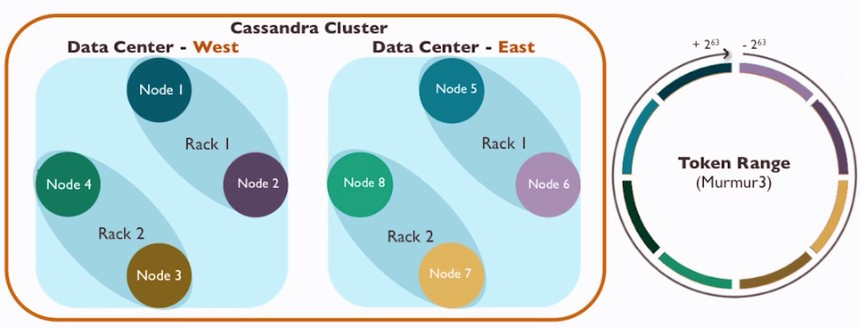 Cassandra Cluster
Data Center - West
Data Center - East
Node 1
Rack 1
Node 4
Node 2
Rack 2
Node 3
Node 5
Rack 1
Node 8
Node 6
Rack 2
Node 7
+ 2⁶³ - 2⁶³
Token Range
(Murmur3)